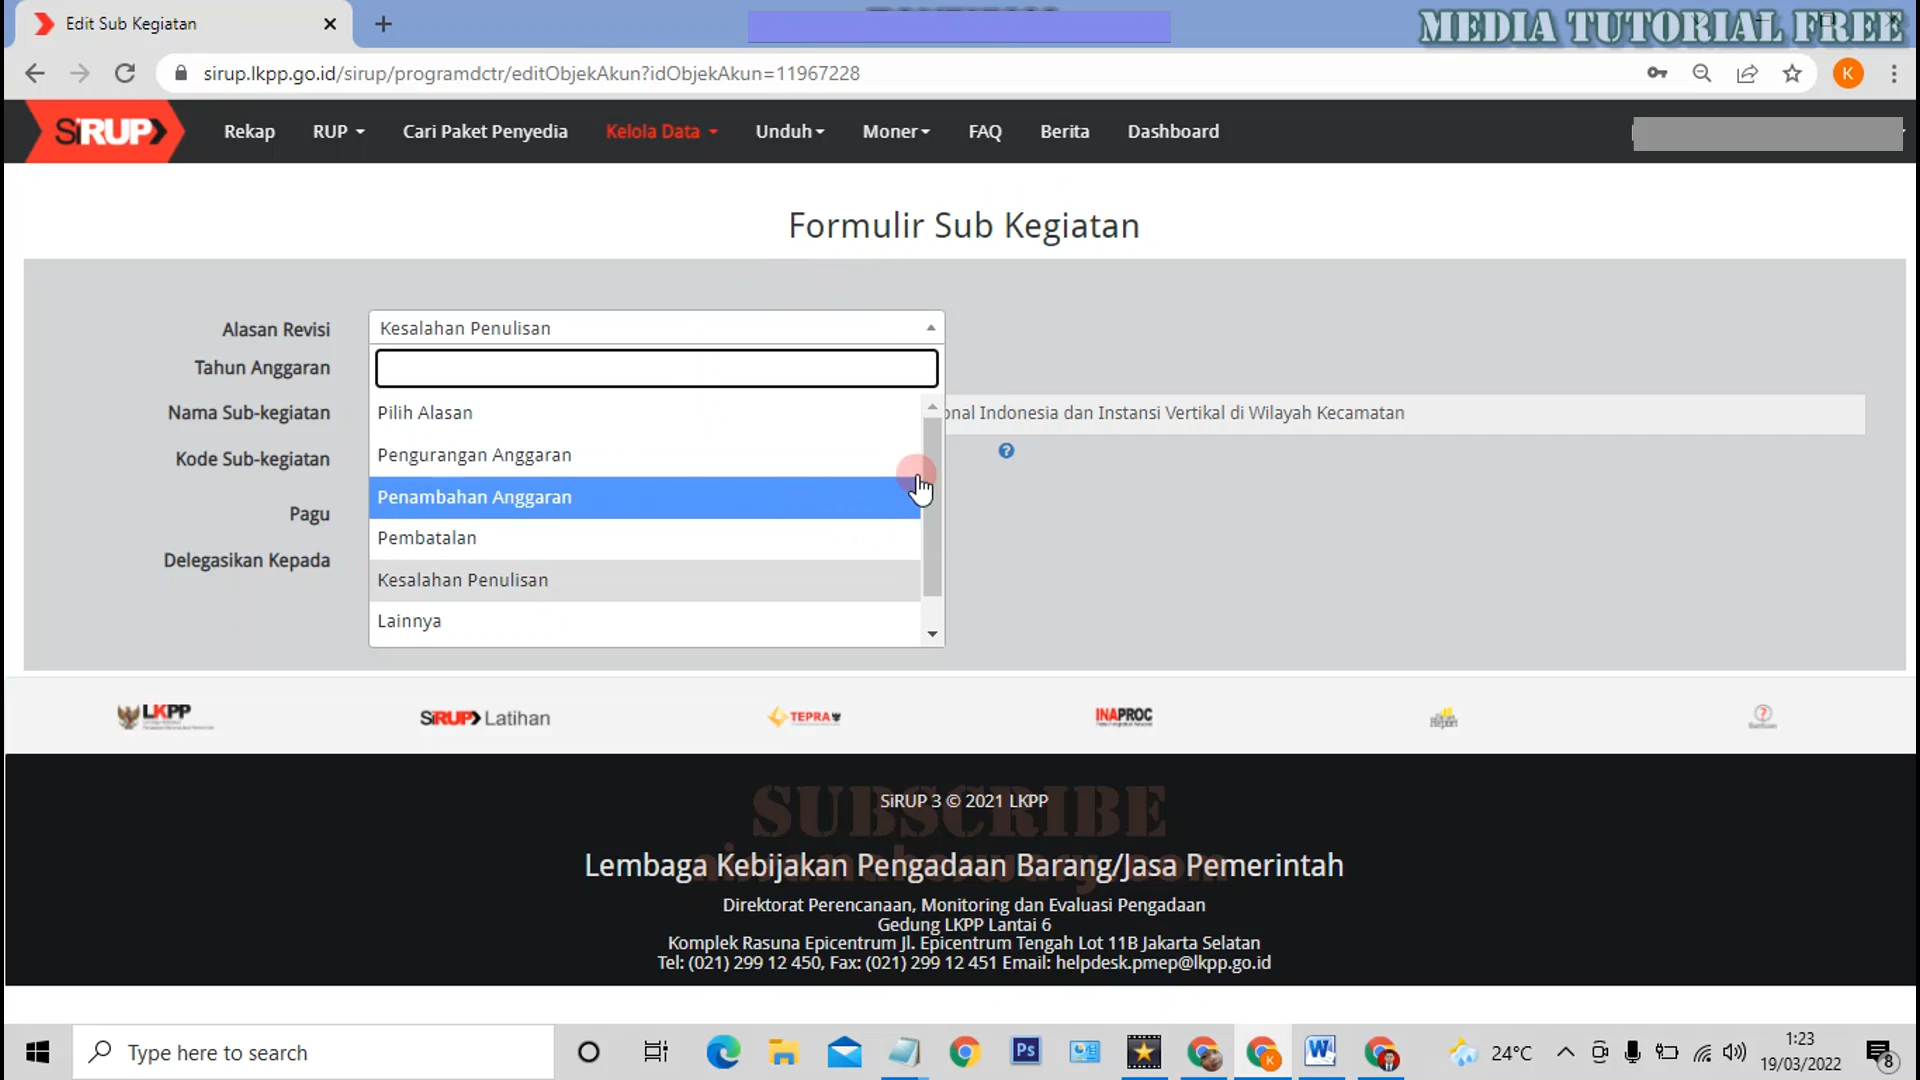 Edit Sub Kegiatan
MEDIA TUTORIAL FREE
sirup.lkpp.go.id/sirup/programdctr/editObjekAkun?idObjekAkun=11967228
K
SiRUP
Rekap
RUP
Cari Paket Penyedia
Kelola Data
Unduh
Moner
FAQ
Berita
Dashboard
Formulir Sub Kegiatan
Alasan Revisi
Kesalahan Penulisan
Tahun Anggaran
Pilih Alasan
Nama Sub-kegiatan
onal Indonesia dan Instansi Vertikal di Wilayah Kecamatan
Pengurangan Anggaran
Kode Sub-kegiatan
?
Penambahan Anggaran
Pagu
Pembatalan
Delegasikan Kepada
Kesalahan Penulisan
Lainnya
LKPP
SiRUP Latihan
TEPRA
INAPROC
Report
?
Bantuan
SUBSCRIBE
SiRUP 3 © 2021 LKPP
Lembaga Kebijakan Pengadaan Barang/Jasa Pemerintah
Direktorat Perencanaan, Monitoring dan Evaluasi Pengadaan
Gedung LKPP Lantai 6
Komplek Rasuna Epicentrum Jl. Epicentrum Tengah Lot 11B Jakarta Selatan
Tel: (021) 299 12 450, Fax: (021) 299 12 451 Email: helpdesk.pmep@lkpp.go.id
Type here to search
Ps
K
W
24°C
1:23
19/03/2022
8